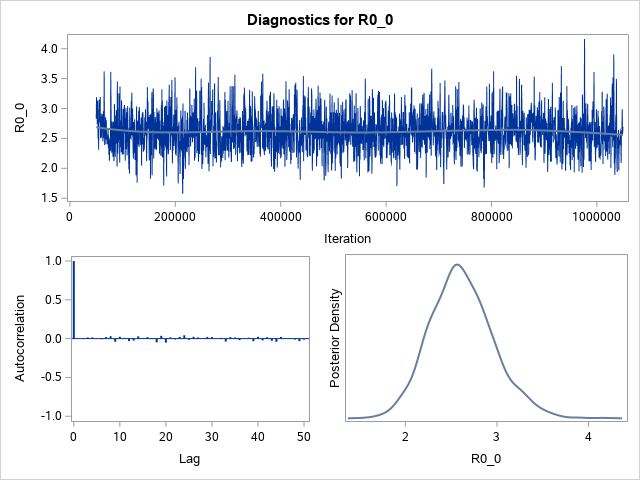 Diagnostics for R0_0
R0_0
4.0
3.5
3.0
2.5
2.0
1.5
0 200000 400000 600000 800000 1000000
Iteration
Autocorrelation
1.0
0.5
0.0
-0.5
-1.0
0 10 20 30 40 50
Lag
Posterior Density
2 3 4
R0_0